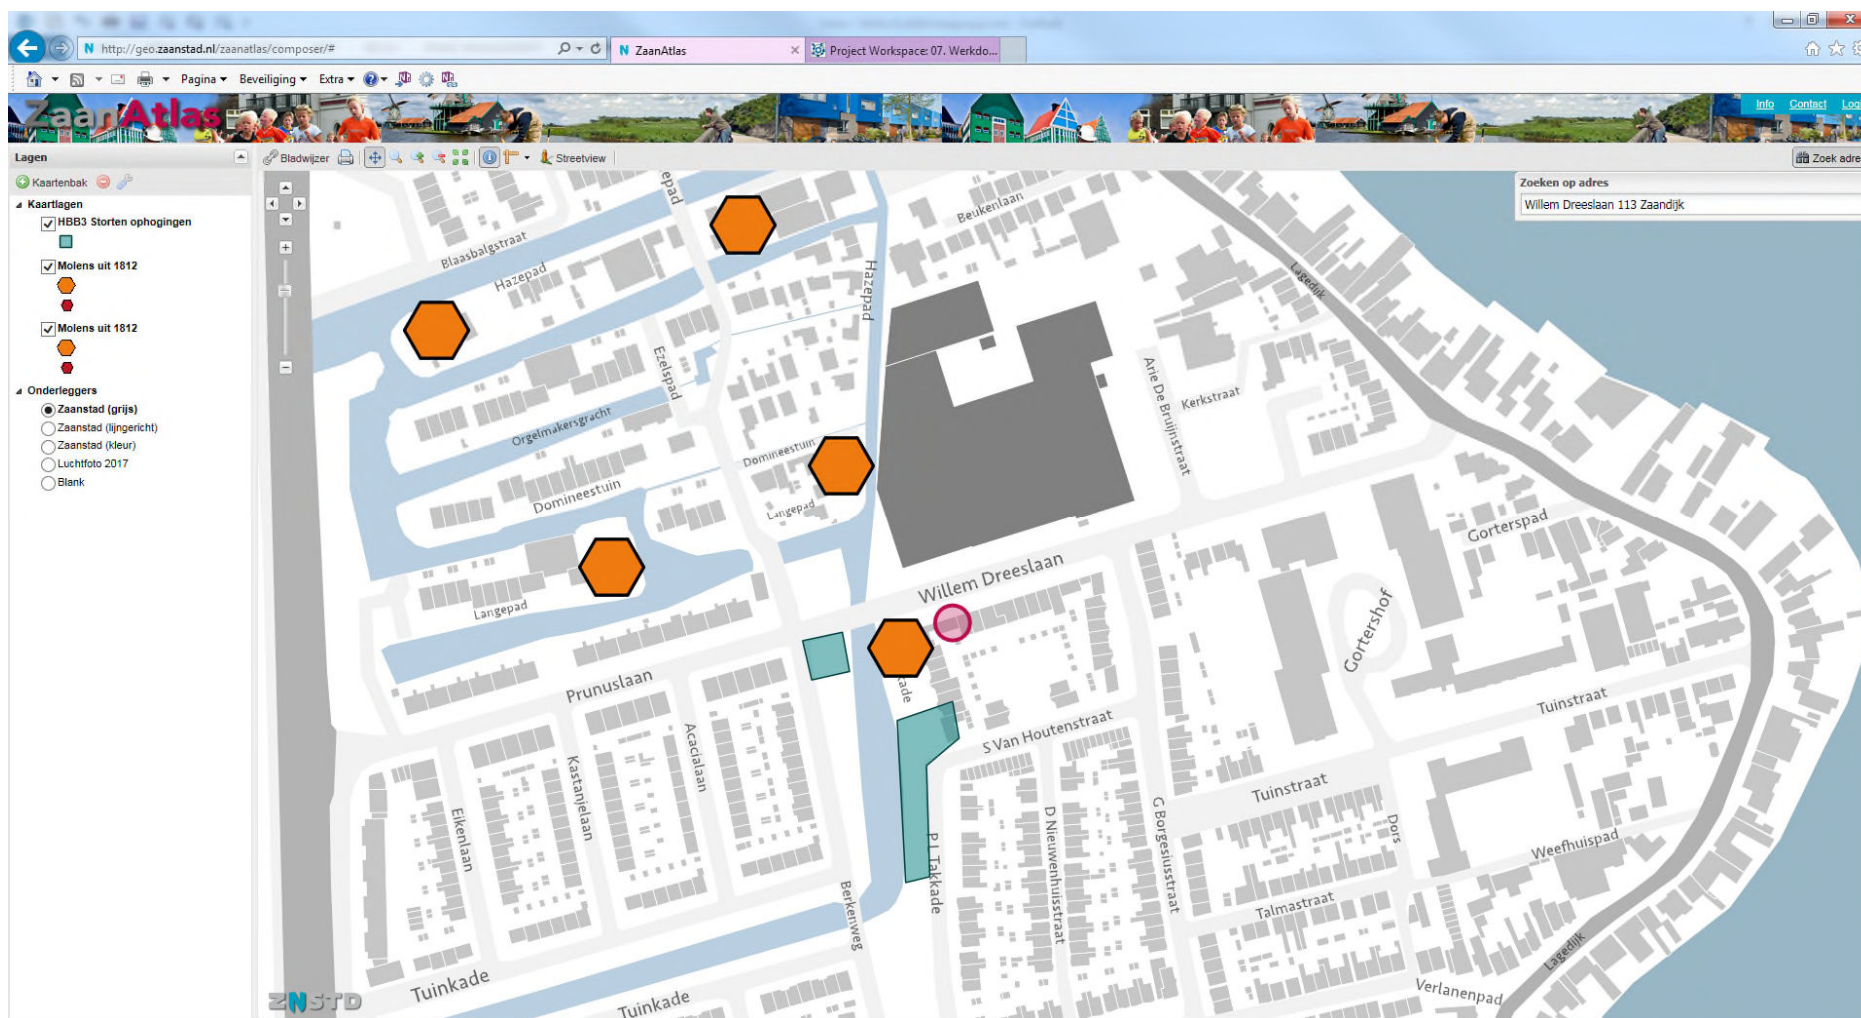 http://geo.zaanstad.nl/zaanatlas/composer/#
ZaanAtlas
Project Workspace: 07. Werkdo...
Pagina
Beveiliging
Extra
ZaanAtlas
Info
Contact
Logi
Lagen
Bladwijzer
Streetview
Zoek adre
Kaartenbak
Zoeken op adres
Willem Dreeslaan 113 Zaandijk
Kaartlagen
HBB3 Storten ophogingen
Molens uit 1812
Molens uit 1812
Onderleggers
Zaanstad (grijs)
Zaanstad (lijngericht)
Zaanstad (kleur)
Luchtfoto 2017
Blank
epad
Beukenlaan
Blaasbalgstraat
Hazepad
Hazepad
Lagedijk
Ezelspad
Arie De Bruijnstraat
Kerkstraat
Orgelmakersgracht
Domineestuin
Domineestuin
Langepad
Gorterspad
Willem Dreeslaan
Langepad
Gortershof
Prunuslaan
kade
Tuinstraat
S Van Houtenstraat
Acacialaan
Kastanjelaan
Eikenlaan
Tuinstraat
D Nieuwenhuisstraat
G Borgesiusstraat
P J Takkade
Dors
Weefhuispad
Berkenweg
Talmastraat
Lagedijk
Tuinkade
Tuinkade
Verlanenpad
ZNSTD